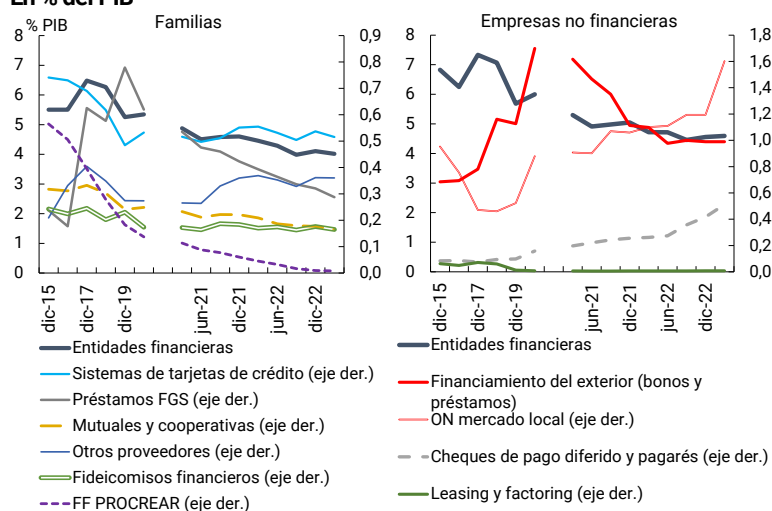 En % del PIB
% PIB
Familias
8
7
6
5
4
3
2
1
0
0,9
0,8
0,7
0,6
0,5
0,4
0,3
0,2
0,1
0,0
dic-15
dic-17
dic-19
jun-21
dic-21
jun-22
dic-22
Entidades financieras
Sistemas de tarjetas de crédito (eje der.)
Préstamos FGS (eje der.)
Mutuales y cooperativas (eje der.)
Otros proveedores (eje der.)
Fideicomisos financieros (eje der.)
FF PROCREAR (eje der.)
Empresas no financieras
8
7
6
5
4
3
2
1
0
1,8
1,6
1,4
1,2
1,0
0,8
0,6
0,4
0,2
0,0
dic-15
dic-17
dic-19
jun-21
dic-21
jun-22
dic-22
Entidades financieras
Financiamiento del exterior (bonos y
préstamos)
ON mercado local (eje der.)
Cheques de pago diferido y pagarés (eje der.)
Leasing y factoring (eje der.)